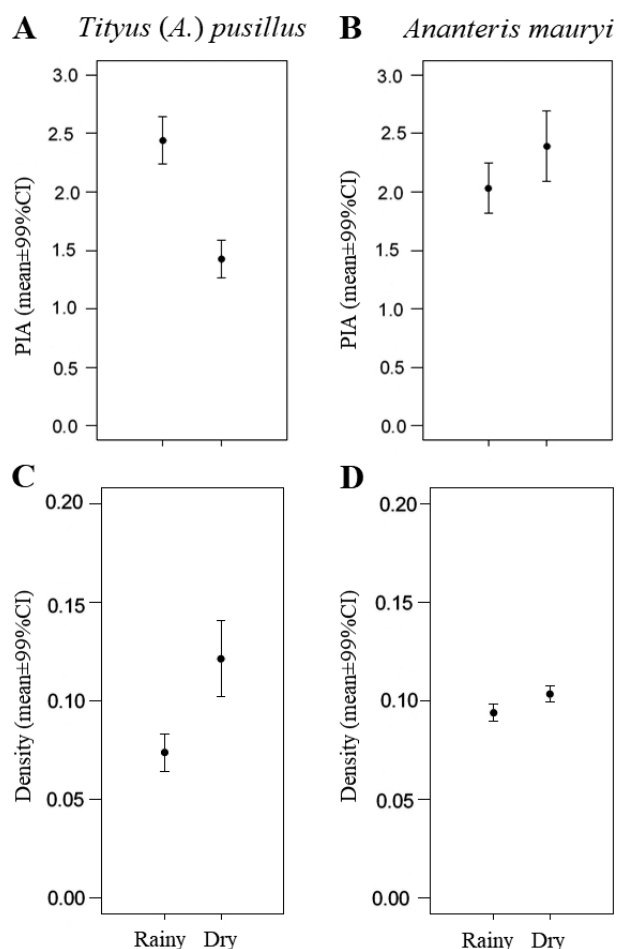 A Tityus (A.) pusillus
B Ananteris mauryi
PIA (mean±99%CI)
3.0
2.5
2.0
1.5
1.0
0.5
0.0
PIA (mean±99%CI)
3.0
2.5
2.0
1.5
1.0
0.5
0.0
C
Density (mean±99%CI)
0.20
0.15
0.10
0.05
0.00
Rainy Dry
D
Density (mean±99%CI)
0.20
0.15
0.10
0.05
0.00
Rainy Dry